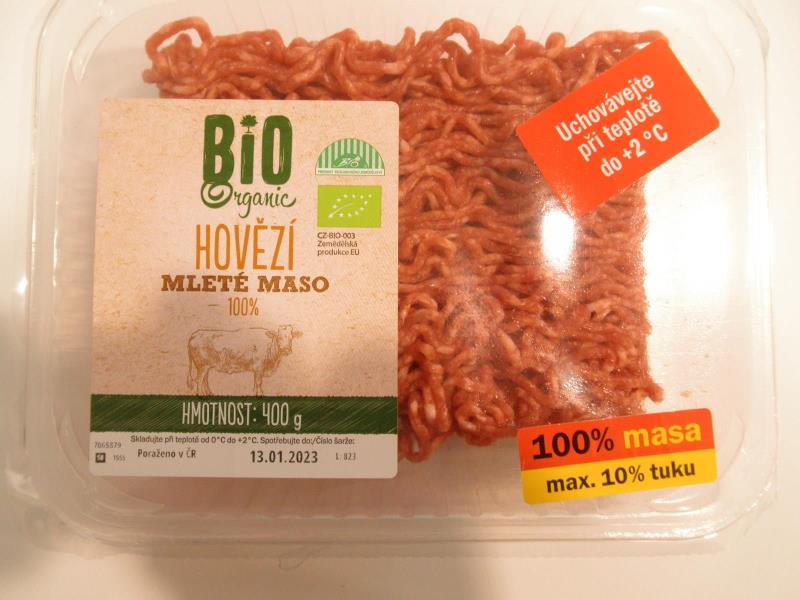 BiO
Organic
CZ-BIO-003
Zemědělská
produkce EU
HOVĚZÍ
MLETÉ MASO
100%
HMOTNOST: 400 g
Skladujte při teplotě od 0°C do +2°C. Spotřebujte do:/Číslo šarže:
7865879
1555
Poraženo v ČR
13.01.2023
L 823
Uchovávejte
při teplotě
do +2 °C
100% masa
max. 10% tuku